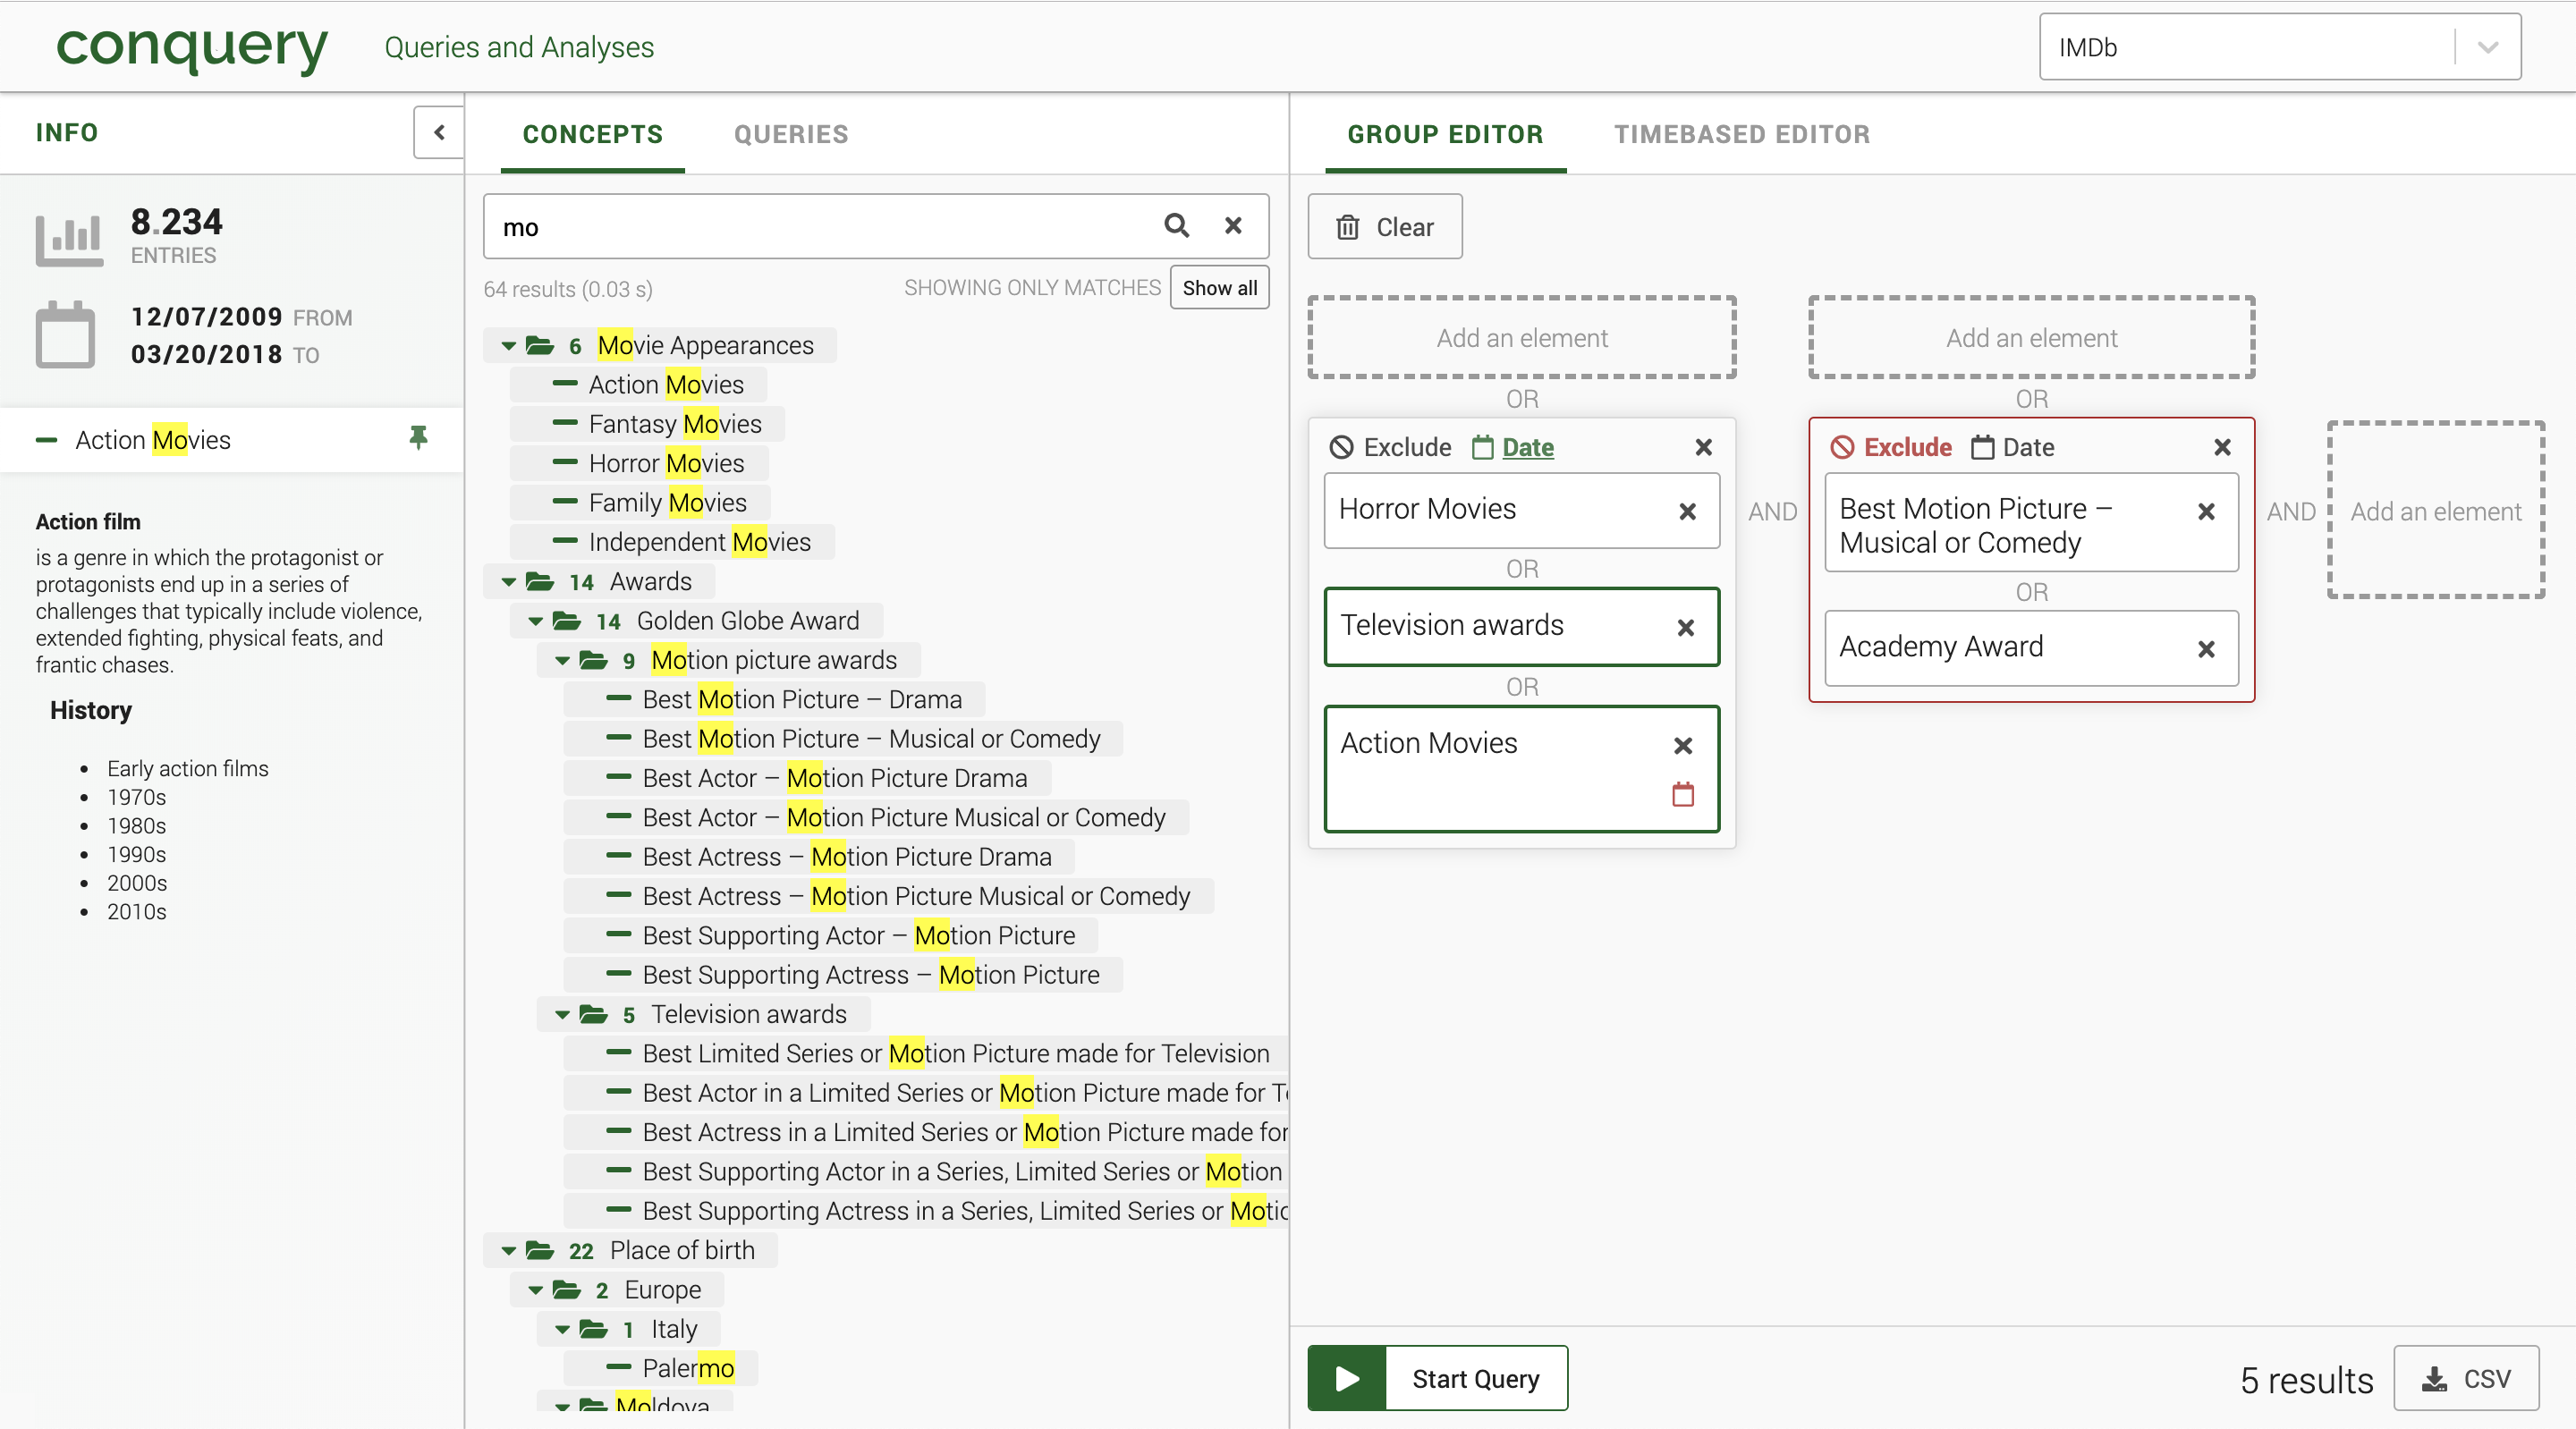 conquery
Queries and Analyses
IMDb
INFO
8.234
ENTRIES
12/07/2009 FROM
03/20/2018 TO
Action Movies
Action film
is a genre in which the protagonist or
protagonists end up in a series of
challenges that typically include violence,
extended fighting, physical feats, and
frantic chases.
History
Early action films
1970s
1980s
1990s
2000s
2010s
CONCEPTS
QUERIES
mo
64 results (0.03 s)
SHOWING ONLY MATCHES
Show all
6 Movie Appearances
Action Movies
Fantasy Movies
Horror Movies
Family Movies
Independent Movies
14 Awards
14 Golden Globe Award
9 Motion picture awards
Best Motion Picture – Drama
Best Motion Picture – Musical or Comedy
Best Actor – Motion Picture Drama
Best Actor – Motion Picture Musical or Comedy
Best Actress – Motion Picture Drama
Best Actress – Motion Picture Musical or Comedy
Best Supporting Actor – Motion Picture
Best Supporting Actress – Motion Picture
5 Television awards
Best Limited Series or Motion Picture made for Television
Best Actor in a Limited Series or Motion Picture made for
Best Actress in a Limited Series or Motion Picture made for
Best Supporting Actor in a Series, Limited Series or Motion
Best Supporting Actress in a Series, Limited Series or Motio
22 Place of birth
2 Europe
1 Italy
Palermo
Moldova
GROUP EDITOR
TIMEBASED EDITOR
Clear
Add an element
OR
Exclude Date
Horror Movies
OR
Television awards
OR
Action Movies
AND
Add an element
OR
Exclude Date
Best Motion Picture –
Musical or Comedy
OR
Academy Award
AND
Add an element
Start Query
5 results
CSV